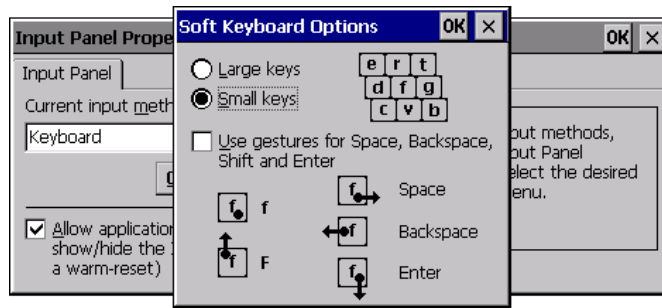 Input Panel Prope
OK ×
Input Panel
Current input meth
Keyboard
Allow application
show/hide the
a warm-reset)
put methods,
put Panel
elect the desired
enu.
Soft Keyboard Options OK ×
Large keys
Small keys
e r t
d f g
c v b
Use gestures for Space, Backspace,
Shift and Enter
f f
f Space
f Backspace
f F
f Enter